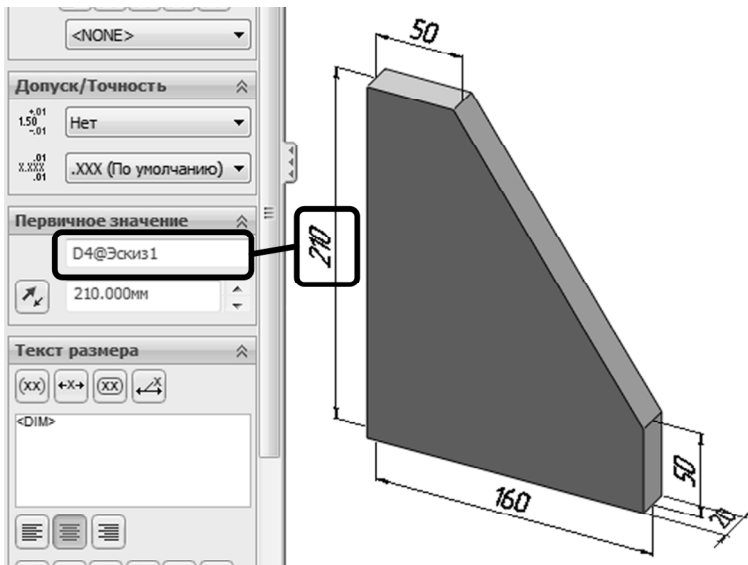 <NONE>
Допуск/Точность
1.50 +.01 -.01
Нет
X.XXX .01 .01
.XXX (По умолчанию)
Первичное значение
D4@Эскиз1
210.000мм
Текст размера
(xx) ←X→ (xx) X
<DIM>
50
210
160
50
20